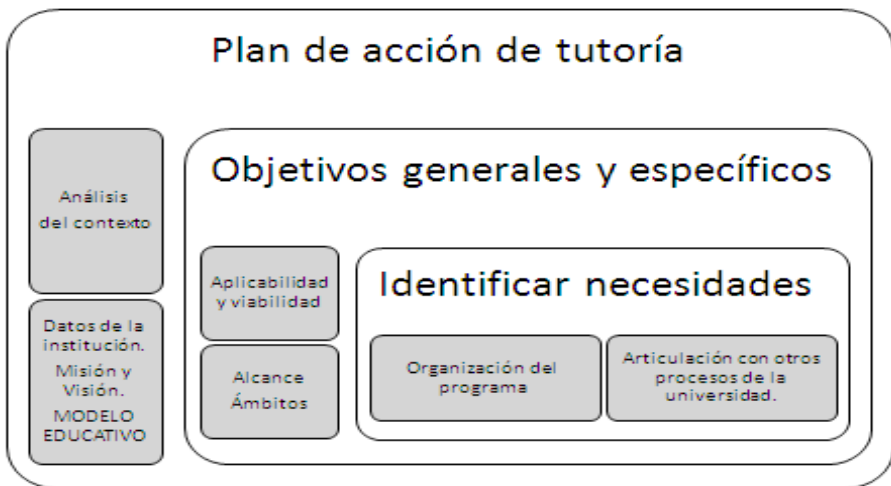 Plan de acción de tutoría
Análisis
del contexto
Datos de la
institución.
Misión y
Visión.
MODELO
EDUCATIVO
Objetivos generales y específicos
Aplicabilidad
y viabilidad
Alcance
Ámbitos
Identificar necesidades
Organización del
programa
Articulación con otros
procesos de la
universidad.